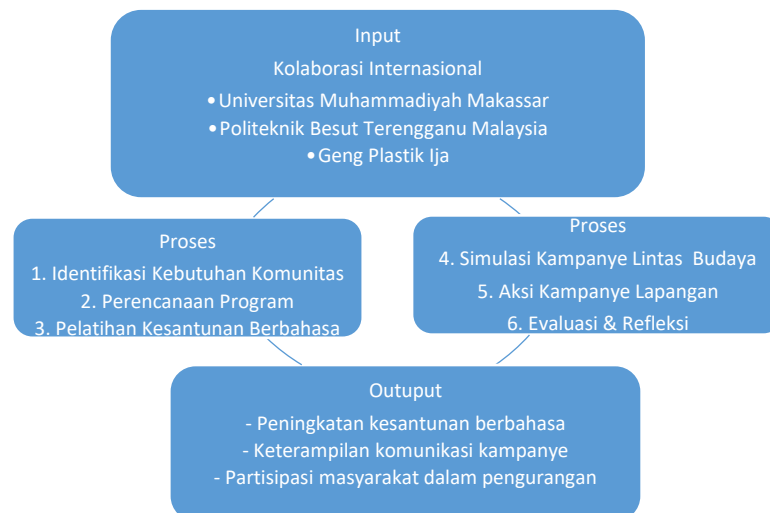 Input
Kolaborasi Internasional
•Universitas Muhammadiyah Makassar
•Politeknik Besut Terengganu Malaysia
•Geng Plastik Ija
Proses
1. Identifikasi Kebutuhan Komunitas
2. Perencanaan Program
3. Pelatihan Kesantunan Berbahasa
Proses
4. Simulasi Kampanye Lintas Budaya
5. Aksi Kampanye Lapangan
6. Evaluasi & Refleksi
Outuput
- Peningkatan kesantunan berbahasa
- Keterampilan komunikasi kampanye
- Partisipasi masyarakat dalam pengurangan